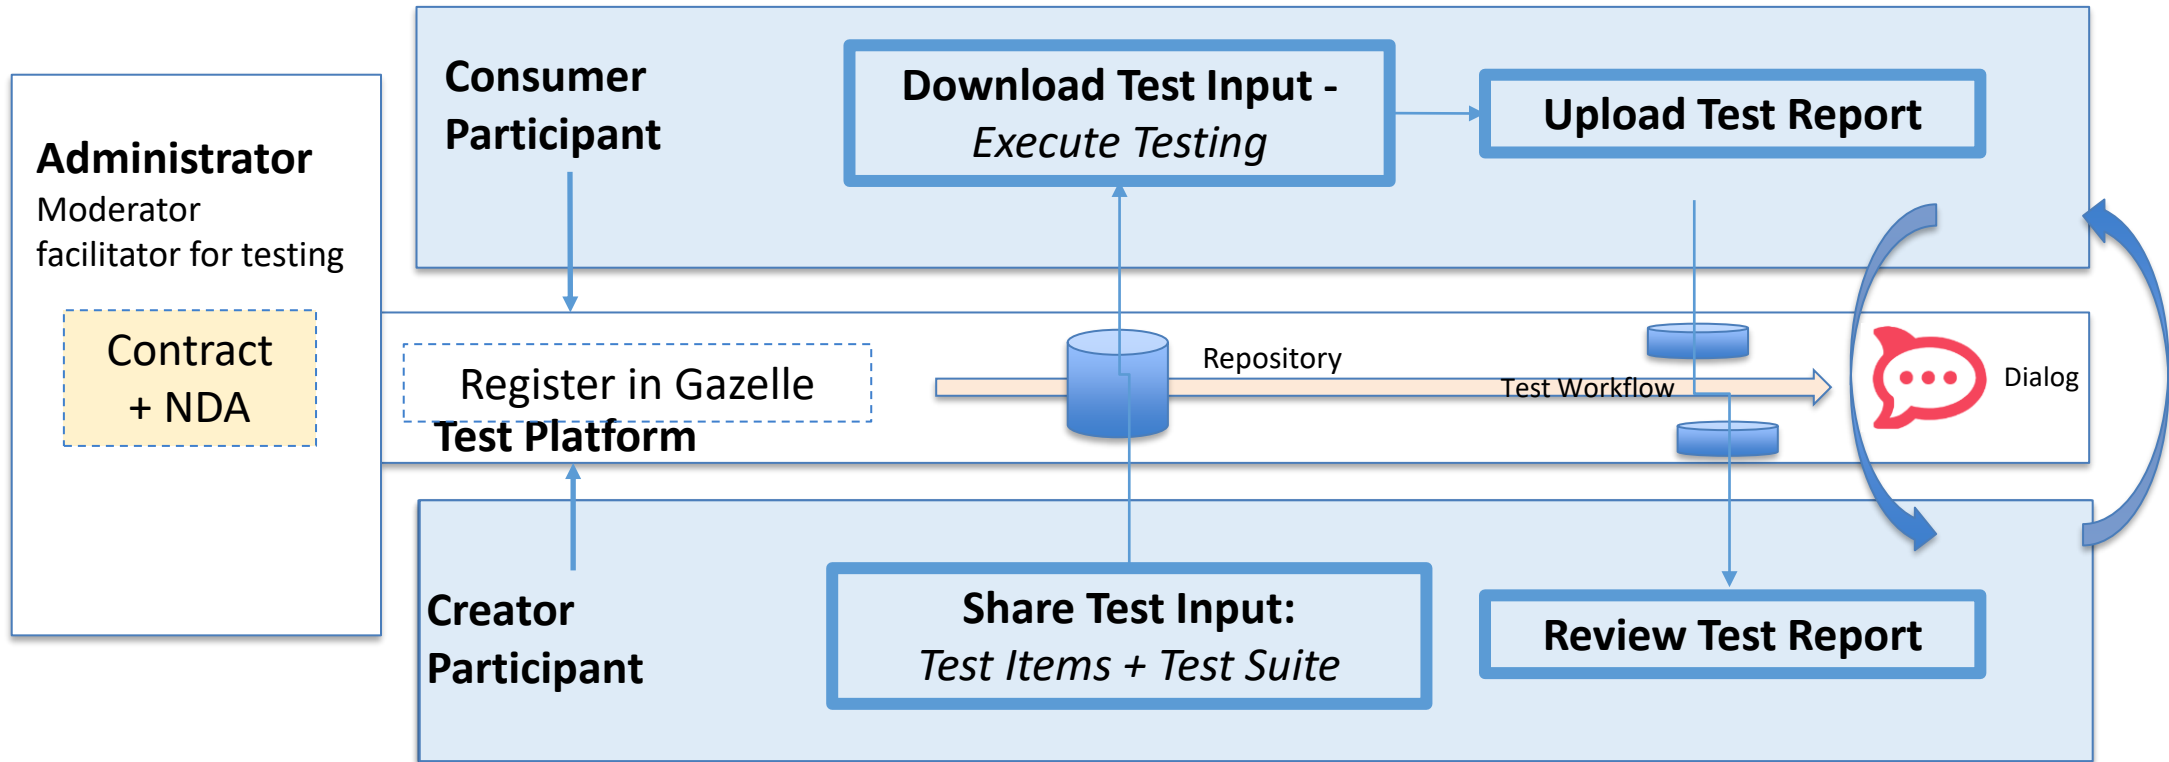 Administrator
Moderator
facilitator for testing
Contract
+ NDA
Consumer
Participant
Download Test Input -
Execute Testing
Upload Test Report
Register in Gazelle
Test Platform
Repository
Test Workflow
Dialog
Creator
Participant
Share Test Input:
Test Items + Test Suite
Review Test Report